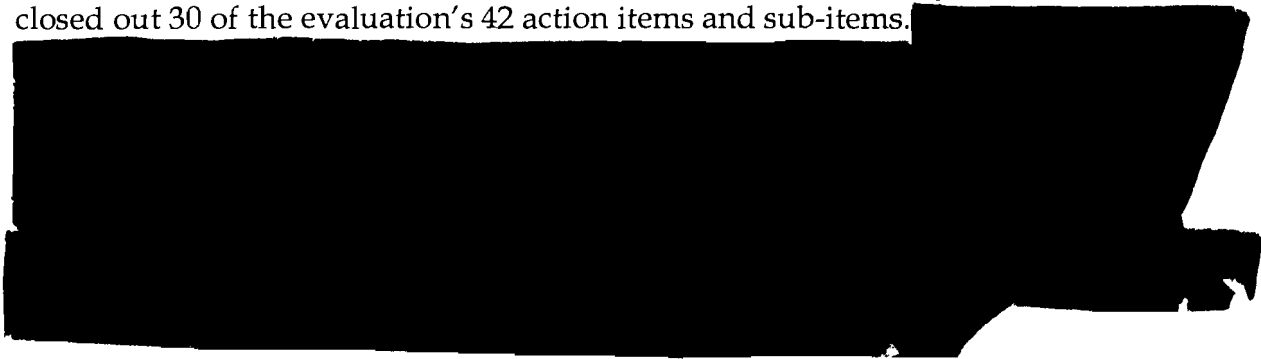 closed out 30 of the evaluation's 42 action items and sub-items.